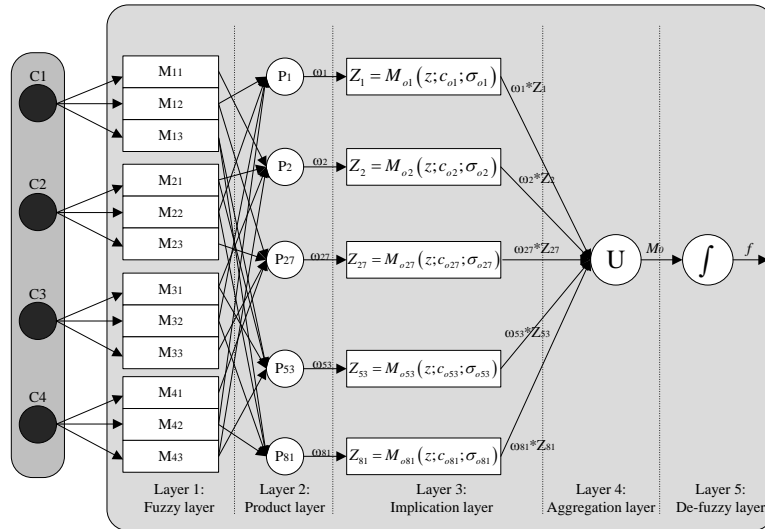 C1
C2
C3
C4
M11
M12
M13
M21
M22
M23
M31
M32
M33
M41
M42
M43
P1
P2
P27
P53
P81
ω1
ω2
ω27
ω53
ω81
Z1 = Mo1(z;co1;σo1)
Z2 = Mo2(z;co2;σo2)
Z27 = Mo27(z;co27;σo27)
Z53 = Mo53(z;co53;σo53)
Z81 = Mo81(z;co81;σo81)
ω1*Z1
ω2*Z2
ω27*Z27
ω53*Z53
ω81*Z81
U
M0
∫
f
Layer 1:
Fuzzy layer
Layer 2:
Product layer
Layer 3:
Implication layer
Layer 4:
Aggregation layer
Layer 5:
De-fuzzy layer